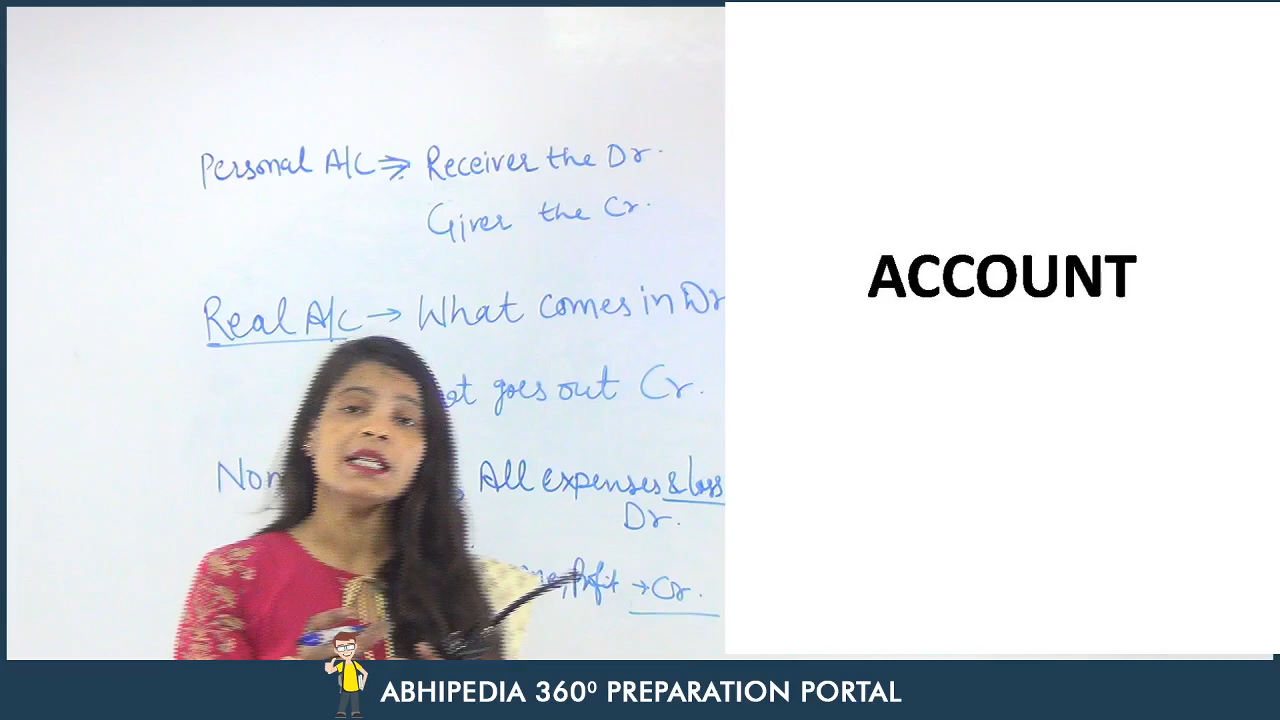 Personal A/C ⇒ Receiver the Dr.
Giver the Cr.
Real A/C → What comes in Dr
goes out Cr.
All expenses & loss
Dr.
Profit → Cr.
ACCOUNT
ABHIPEDIA 360⁰ PREPARATION PORTAL